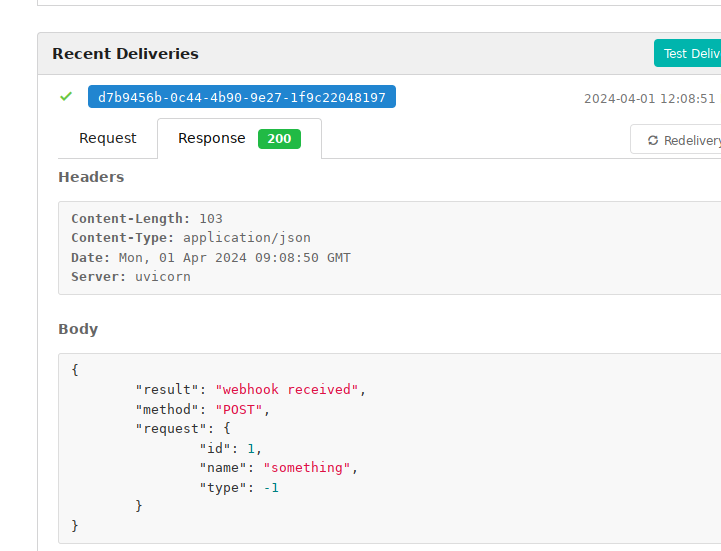 Recent Deliveries
Test Deliv
d7b9456b-0c44-4b90-9e27-1f9c22048197
2024-04-01 12:08:51
Request
Response 200
Redelivery
Headers
Content-Length: 103
Content-Type: application/json
Date: Mon, 01 Apr 2024 09:08:50 GMT
Server: uvicorn
Body
{
"result": "webhook received",
"method": "POST",
"request": {
"id": 1,
"name": "something",
"type": -1
}
}